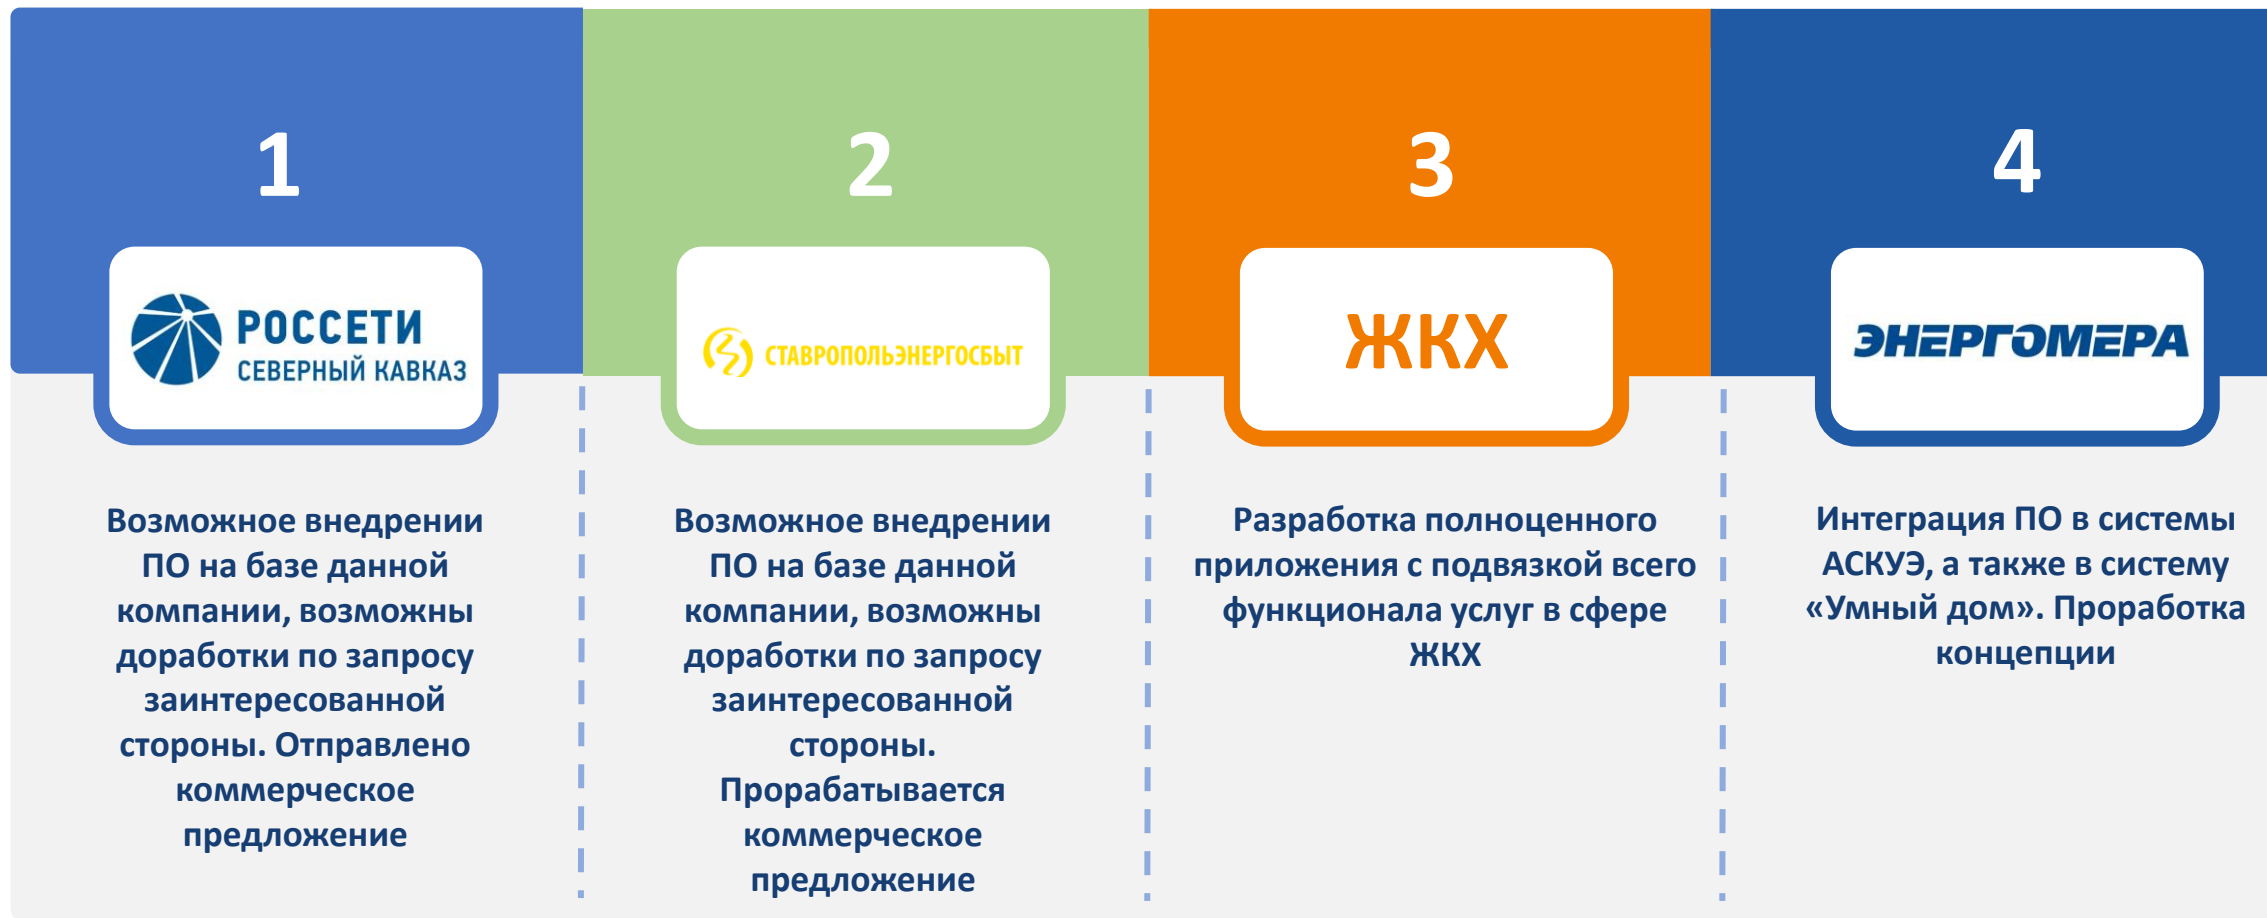 1
РОССЕТИ
СЕВЕРНЫЙ КАВКАЗ
Возможное внедрении
ПО на базе данной
компании, возможны
доработки по запросу
заинтересованной
стороны. Отправлено
коммерческое
предложение
2
СТАВРОПОЛЬЭНЕРГОСБЫТ
Возможное внедрении
ПО на базе данной
компании, возможны
доработки по запросу
заинтересованной
стороны.
Прорабатывается
коммерческое
предложение
3
ЖКХ
Разработка полноценного
приложения с подвязкой всего
функционала услуг в сфере
ЖКХ
4
ЭНЕРГОМЕРА
Интеграция ПО в системы
АСКУЭ, а также в систему
«Умный дом». Проработка
концепции